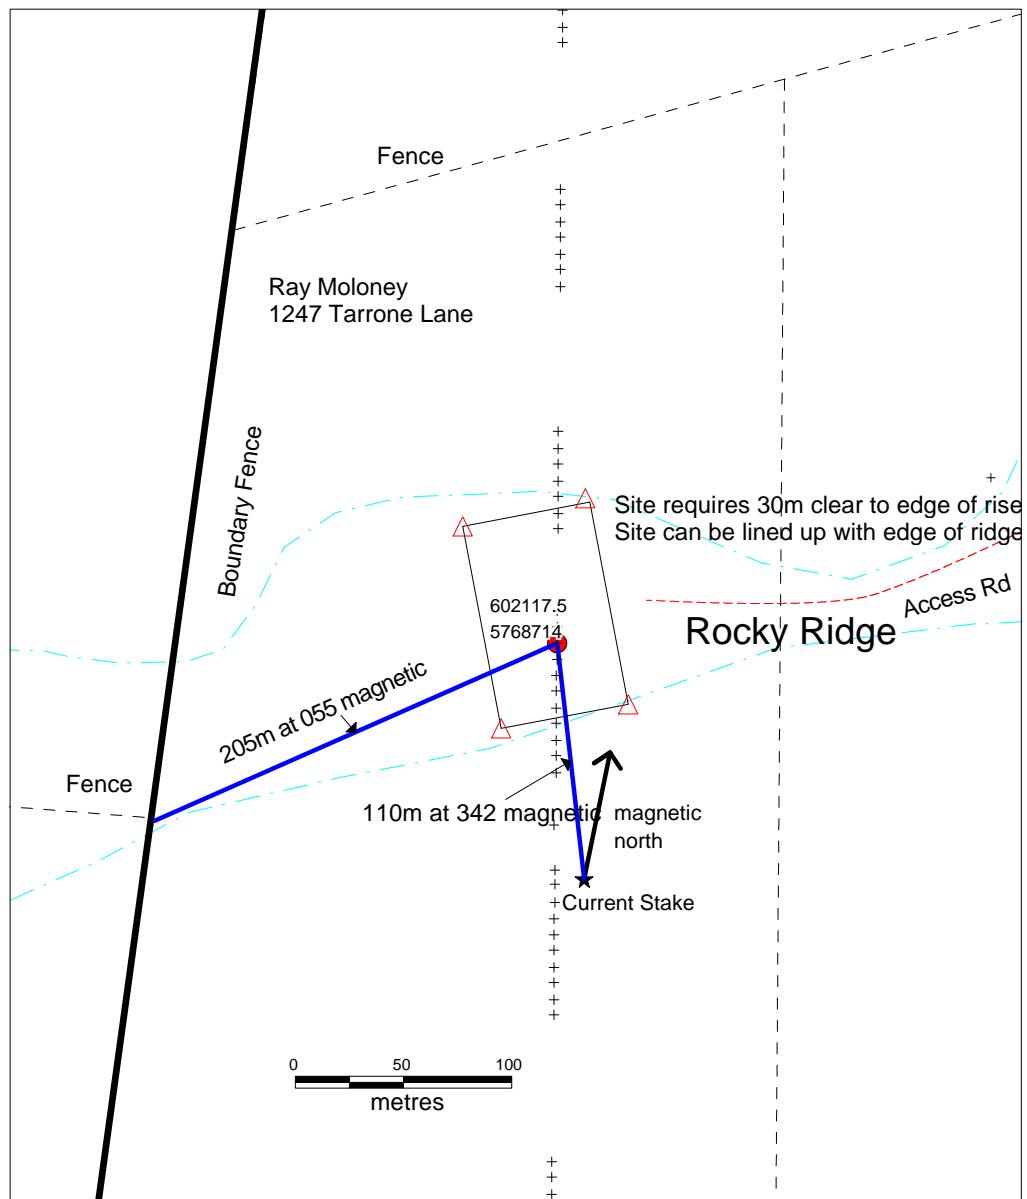 Fence
Ray Moloney
1247 Tarrone Lane
Boundary Fence
Site requires 30m clear to edge of rise
Site can be lined up with edge of ridge
Access Rd
602117.5
5768714
Rocky Ridge
205m at 055 magnetic
Fence
110m at 342 magnetic
magnetic
north
Current Stake
0 50 100
metres